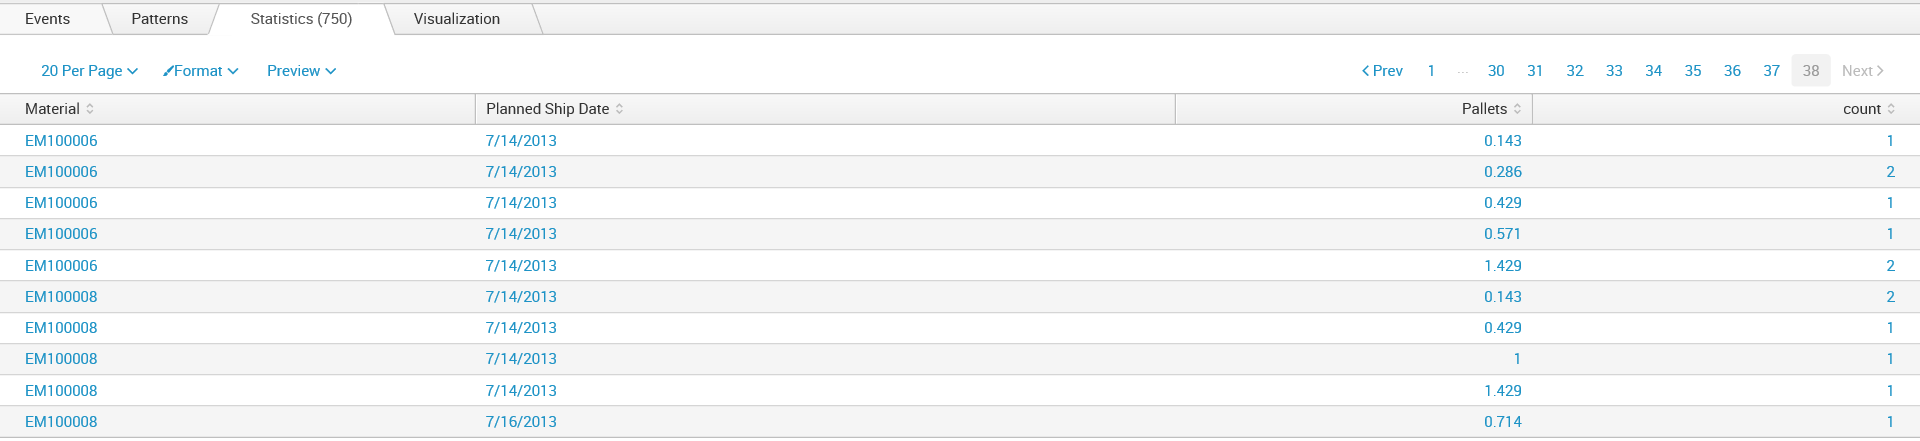 Events Patterns Statistics (750) Visualization
20 Per Page Format Preview Prev 1 ... 30 31 32 33 34 35 36 37 38 Next
Material Planned Ship Date Pallets count
EM100006 7/14/2013 0.143 1
EM100006 7/14/2013 0.286 2
EM100006 7/14/2013 0.429 1
EM100006 7/14/2013 0.571 1
EM100006 7/14/2013 1.429 2
EM100008 7/14/2013 0.143 2
EM100008 7/14/2013 0.429 1
EM100008 7/14/2013 1 1
EM100008 7/14/2013 1.429 1
EM100008 7/16/2013 0.714 1